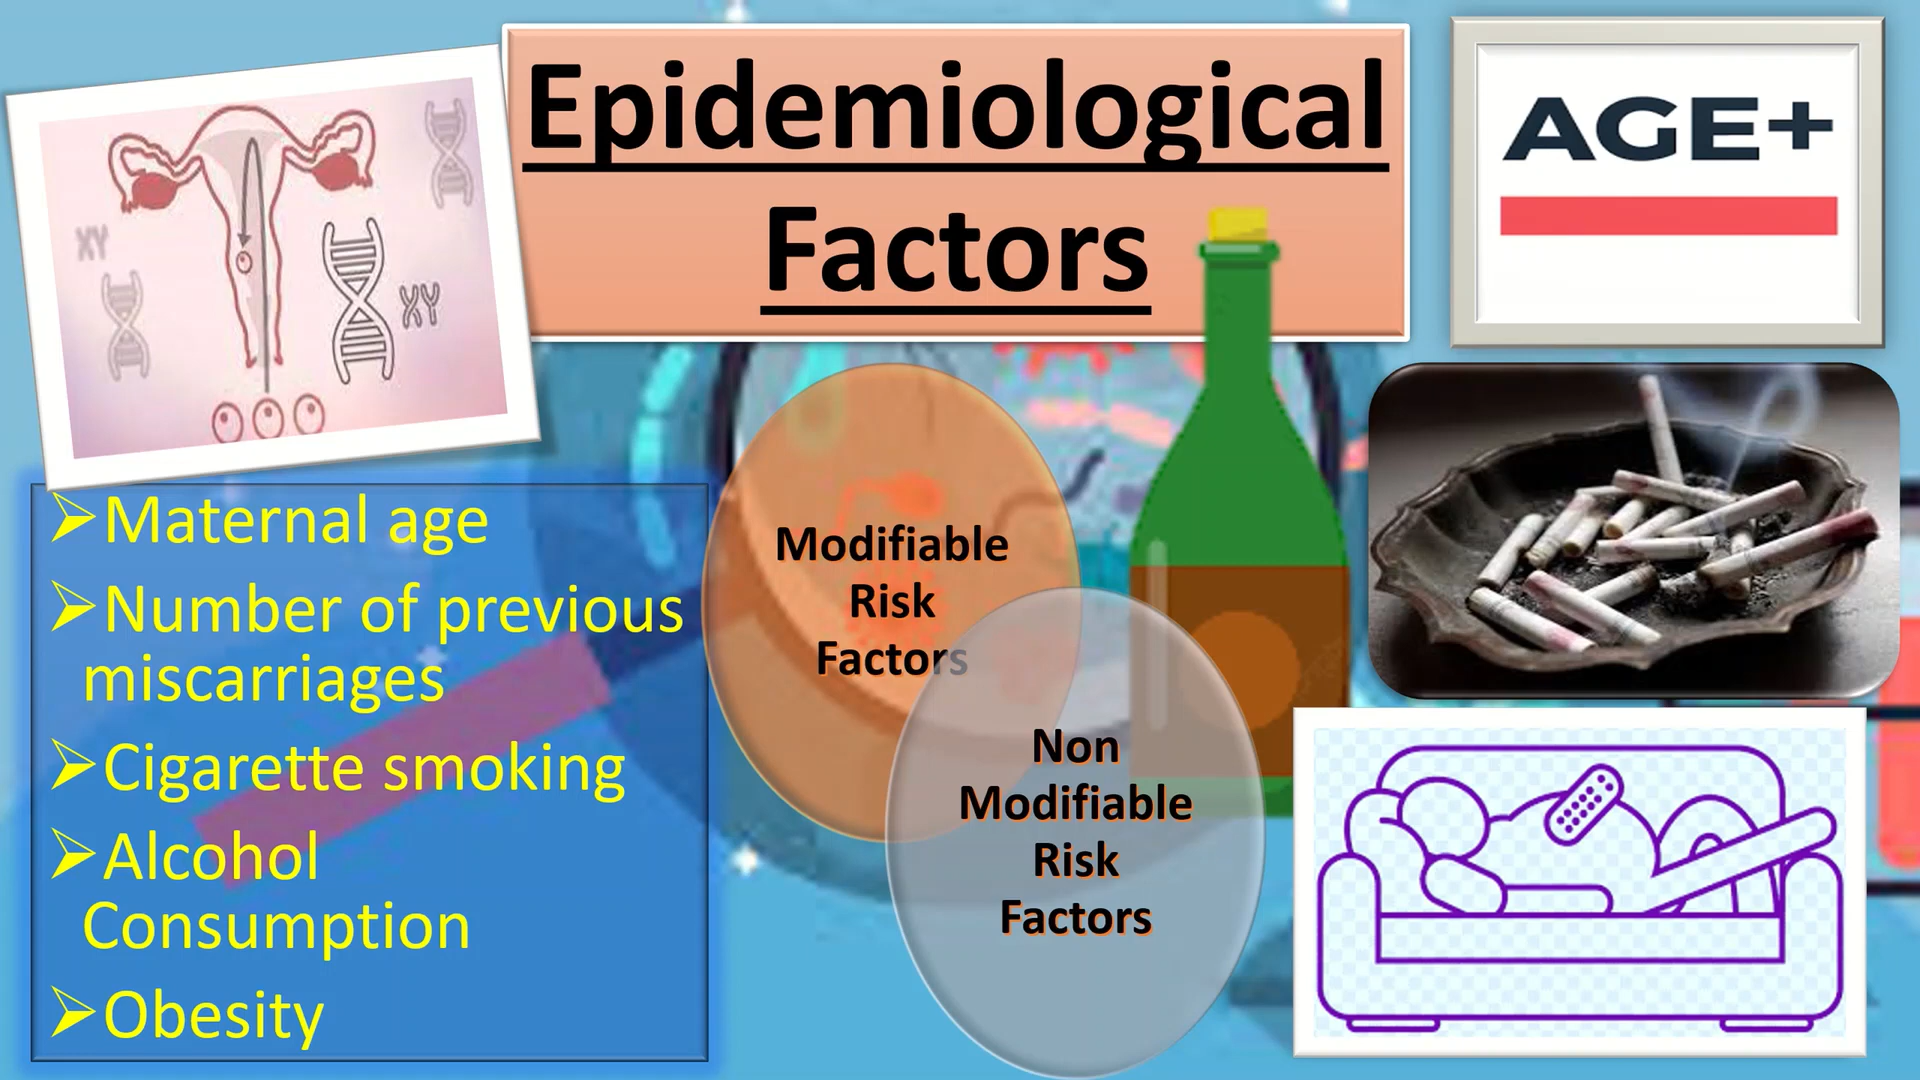 Epidemiological
Factors
AGE+
XY
XY
➢Maternal age
➢Number of previous
miscarriages
➢Cigarette smoking
➢Alcohol
Consumption
➢Obesity
Modifiable
Risk
Factors
Non
Modifiable
Risk
Factors